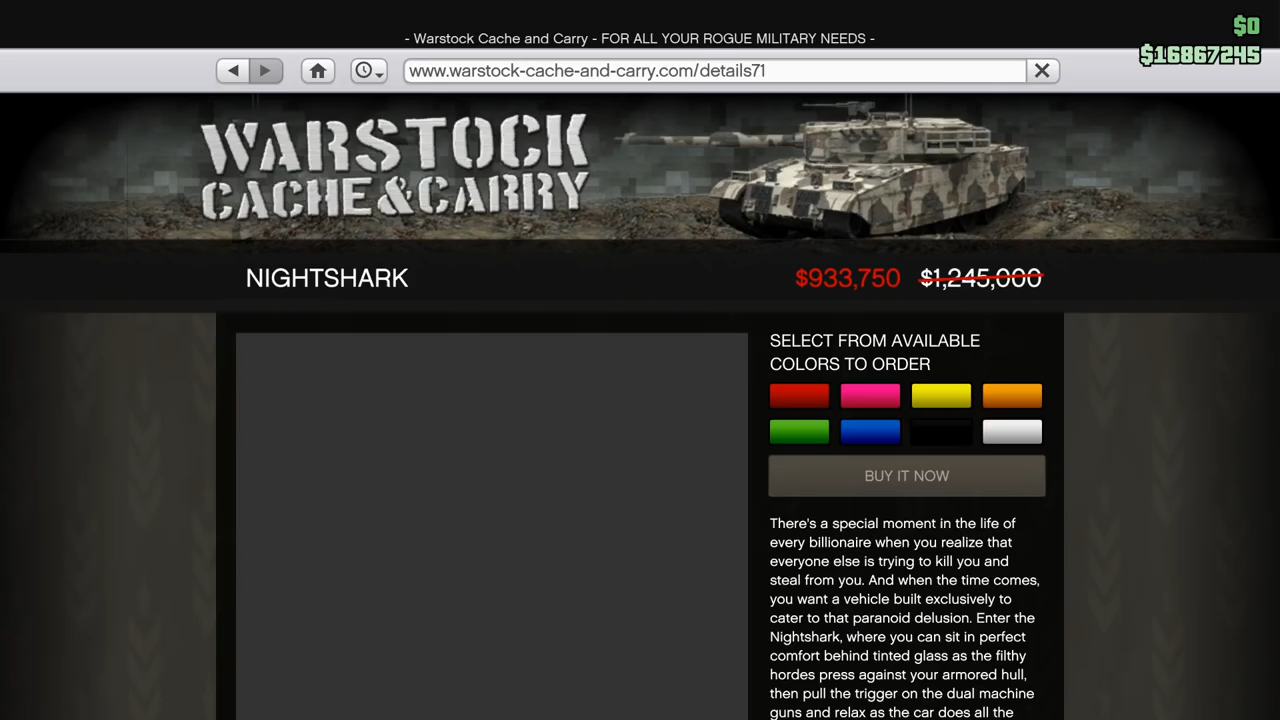 - Warstock Cache and Carry - FOR ALL YOUR ROGUE MILITARY NEEDS -
$0
$16867245
www.warstock-cache-and-carry.com/details71
WARSTOCK
CACHE&CARRY
NIGHTSHARK
$933,750 $1,245,000
SELECT FROM AVAILABLE
COLORS TO ORDER
BUY IT NOW
There's a special moment in the life of
every billionaire when you realize that
everyone else is trying to kill you and
steal from you. And when the time comes,
you want a vehicle built exclusively to
cater to that paranoid delusion. Enter the
Nightshark, where you can sit in perfect
comfort behind tinted glass as the filthy
hordes press against your armored hull,
then pull the trigger on the dual machine
guns and relax as the car does all the